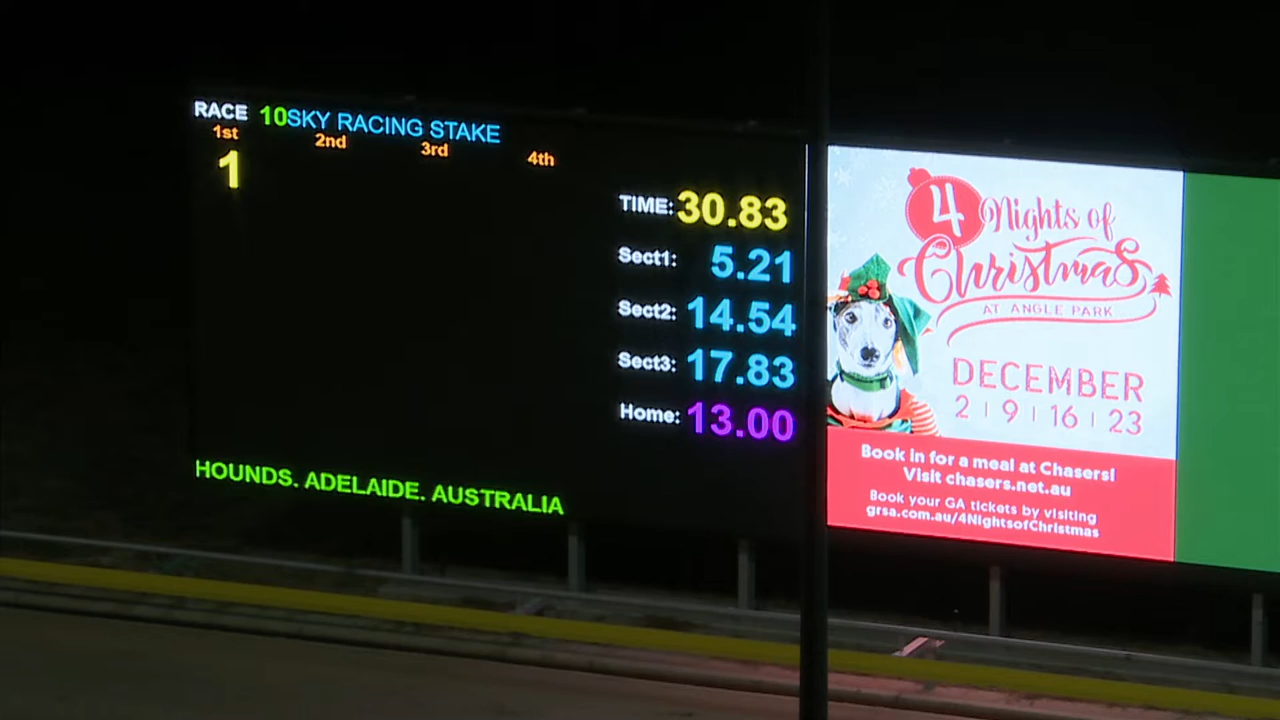 RACE 10SKY RACING STAKE
1st 2nd 3rd 4th
1
TIME: 30.83
Sect1: 5.21
Sect2: 14.54
Sect3: 17.83
Home: 13.00
HOUNDS. ADELAIDE. AUSTRALIA
4 Nights of
Christmas
AT ANGLE PARK
DECEMBER
2 | 9 | 16 | 23
Book in for a meal at Chasers!
Visit chasers.net.au
Book your GA tickets by visiting
grsa.com.au/4NightsofChristmas